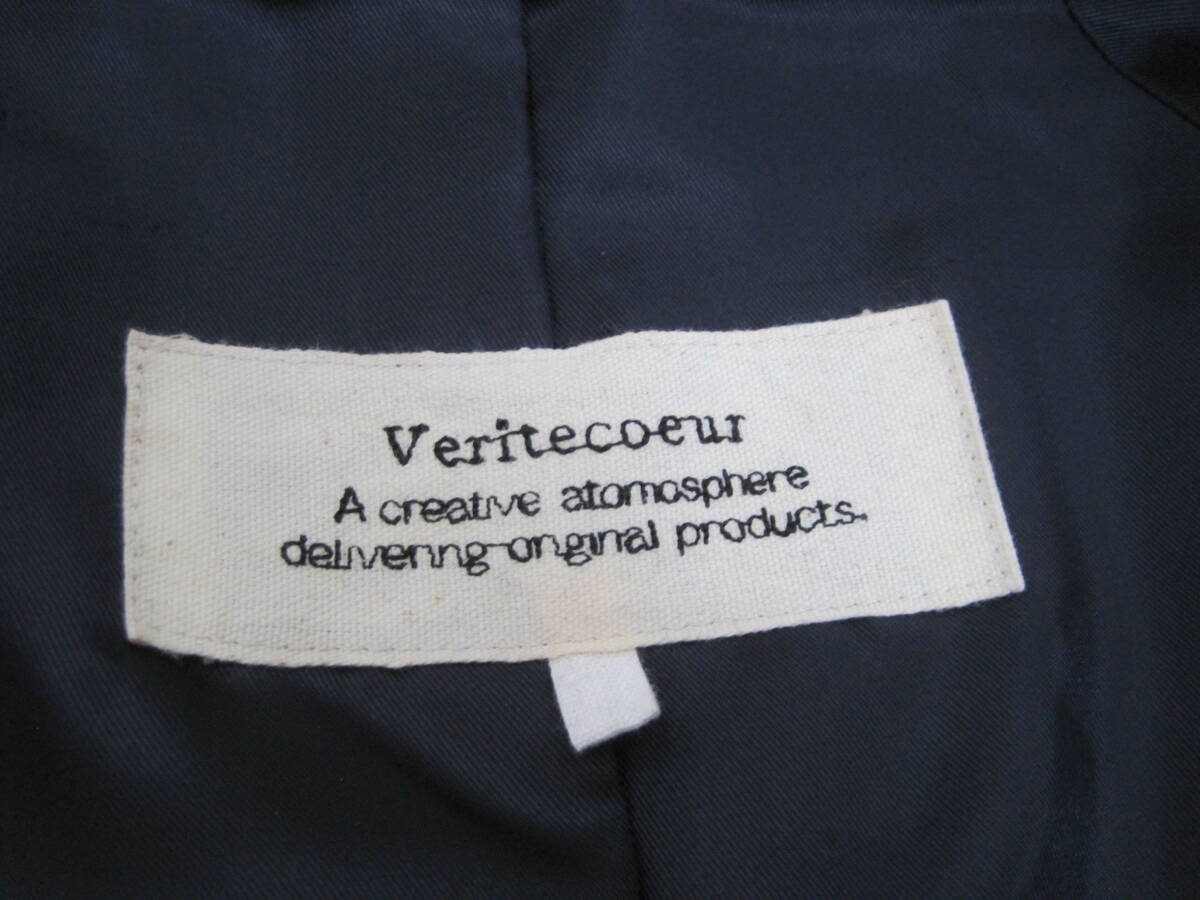 Veritecoeur
A creative atomosphere
delivering original products.